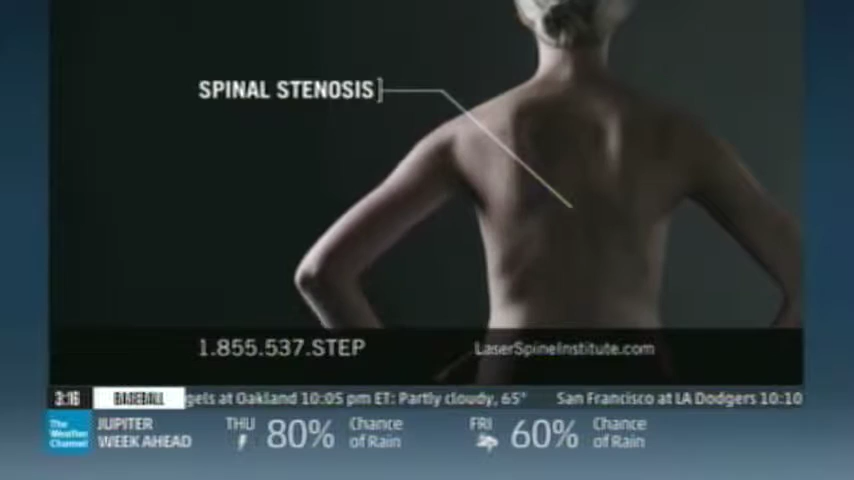 SPINAL STENOSIS
1.855.537.STEP
LaserSpineInstitute.com
3:16 BASEBALL gels at Oakland 10:05 pm ET: Partly cloudy, 65° San Francisco at LA Dodgers 10:10
The Weather Channel
JUPITER
WEEK AHEAD
THU 80% Chance of Rain
FRI 60% Chance of Rain